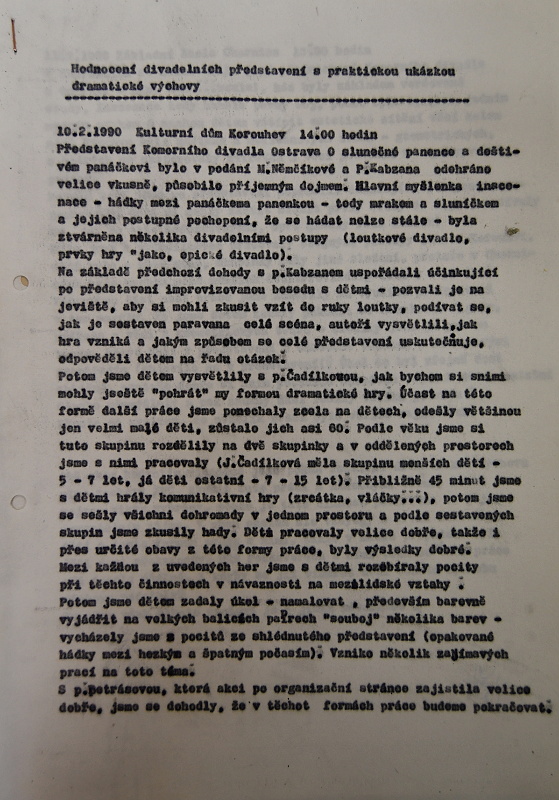 Hodnocení divadelních představení s praktickou ukázkou
dramatické výchovy
10.2.1990 Kulturní dům Korouhev 14.00 hodin
Představení Komorního divadla Ostrava O slunečné panence a dešti-
vém panáčkovi bylo v podání M.Němčíkové a P.Kabzana odehráno
velice vkusně, působilo příjemným dojmem. Hlavní myšlenka insce-
nace - hádky mezi panáčkema panenkou - tedy mrakem a sluníčkem
a jejich postupné pochopení, že se hádat nelze stále - byla
ztvárněna několika divadelními postupy (loutkové divadlo,
prvky hry "jako, epické divadlo).
Na základě předchozí dohody s p.Kabzanem uspořádali účinkující
po představení improvizovanou besedu s dětmi - pozvali je na
jeviště, aby si mohli zkusit vzít do ruky loutky, podívat se,
jak je sestaven paravana celá scéna, autoři vysvětlili,jak
hra vzniká a jakým způsobem se celé představení uskutečňuje,
odpověděli dětem na řadu otázek.
Potom jsme dětem vysvětlily s p.Čadílkovou, jak bychom si snimi
mohly jseště "pohrát" my formou dramatické hry. Účast na této
formě další práce jsme ponechaly zcela na dětech, odešly většinou
jen velmi malé děti, zůstalo jich asi 60. Podle věku jsme si
tuto skupinu rozdělily na dvě skupinky a v oddělených prostorech
jsme s nimi pracovaly (J.Čadílková měla skupinu menších dětí -
5 - 7 let, já děti ostatní - 7 - 15 let). Přibližně 45 minut jsme
s dětmi hrály komunikativní hry (zrcátka, vláčky...), potom jsme
se sešly všichni dohromady v jednom prostoru a podle sestavených
skupin jsme zkusily hady. Děti pracovaly velice dobře, takže i
přes určité obavy z této formy práce, byly výsledky dobré.
Mezi každou z uvedených her jsme s dětmi rozebíraly pocity
při těchto činnostech v návaznosti na mezilidské vztahy .
Potom jsme dětem zadaly úkol - namalovat , především barevně
vyjádřit na velkých balicích papírech "souboj" několika barev -
vycházely jsme z pocitů ze shlédnutého představení (opakované
hádky mezi hezkým a špatným počasím). Vzniko několik zajímavých
prací na toto téma.
S p.petrásovou, která akci po organizační stránce zajistila velice
dobře, jsme se dohodly, že v těchot formách práce budeme pokračovat.